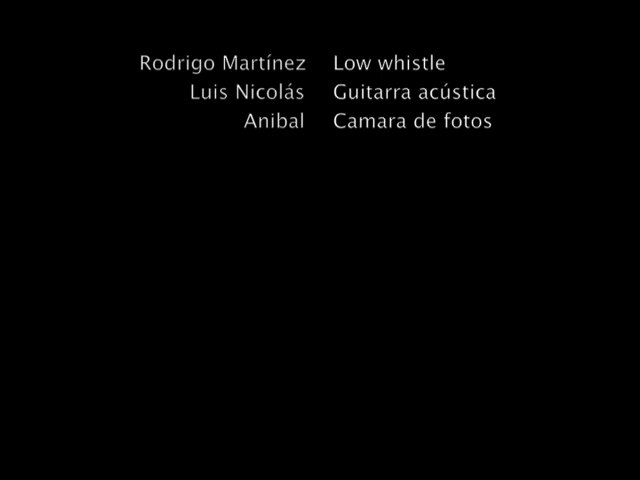 Rodrigo Martínez Low whistle
Luis Nicolás Guitarra acústica
Anibal Camara de fotos